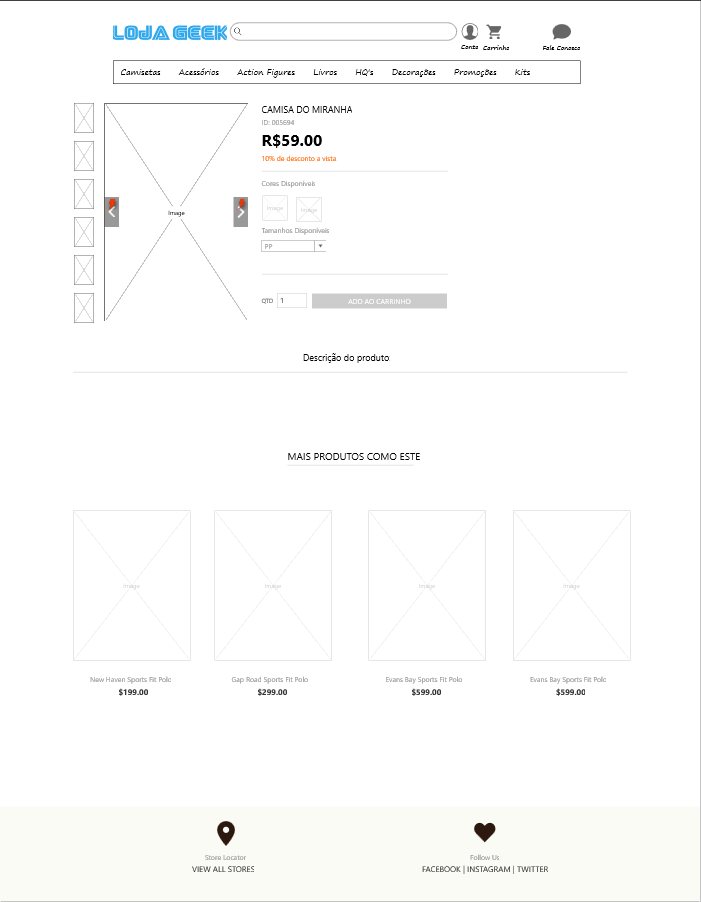 LOJA GEEK
Conta
Carrinho
Fale Conosco
Camisetas Acessórios Action Figures Livros HQ's Decorações Promoções Kits
CAMISA DO MIRANHA
ID: 005694
R$59.00
10% de desconto a vista
Cores Disponíveis
Image
Image
Image
Tamanhos Disponíveis
PP
QTD 1 ADD AO CARRINHO
Descrição do produto
MAIS PRODUTOS COMO ESTE
Image Image Image Image
New Haven Sports Fit Polo Gap Road Sports Fit Polo Evans Bay Sports Fit Polo Evans Bay Sports Fit Polo
$199.00 $299.00 $599.00 $599.00
Store Locator Follow Us
VIEW ALL STORES FACEBOOK | INSTAGRAM | TWITTER